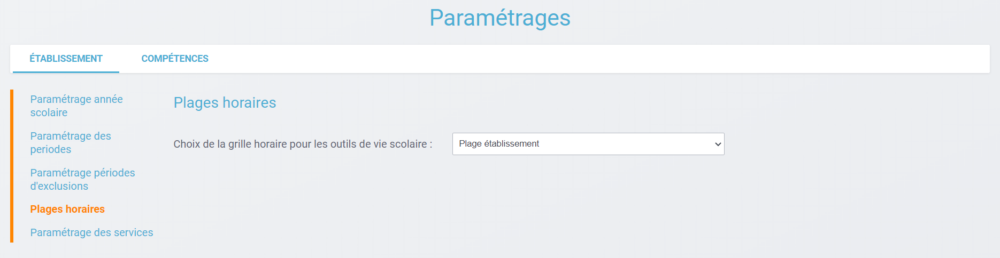 Paramétrages
ÉTABLISSEMENT COMPÉTENCES
Paramétrage année
scolaire
Paramétrage des
periodes
Paramétrage périodes
d'exclusions
Plages horaires
Paramétrage des services
Plages horaires
Choix de la grille horaire pour les outils de vie scolaire : Plage établissement